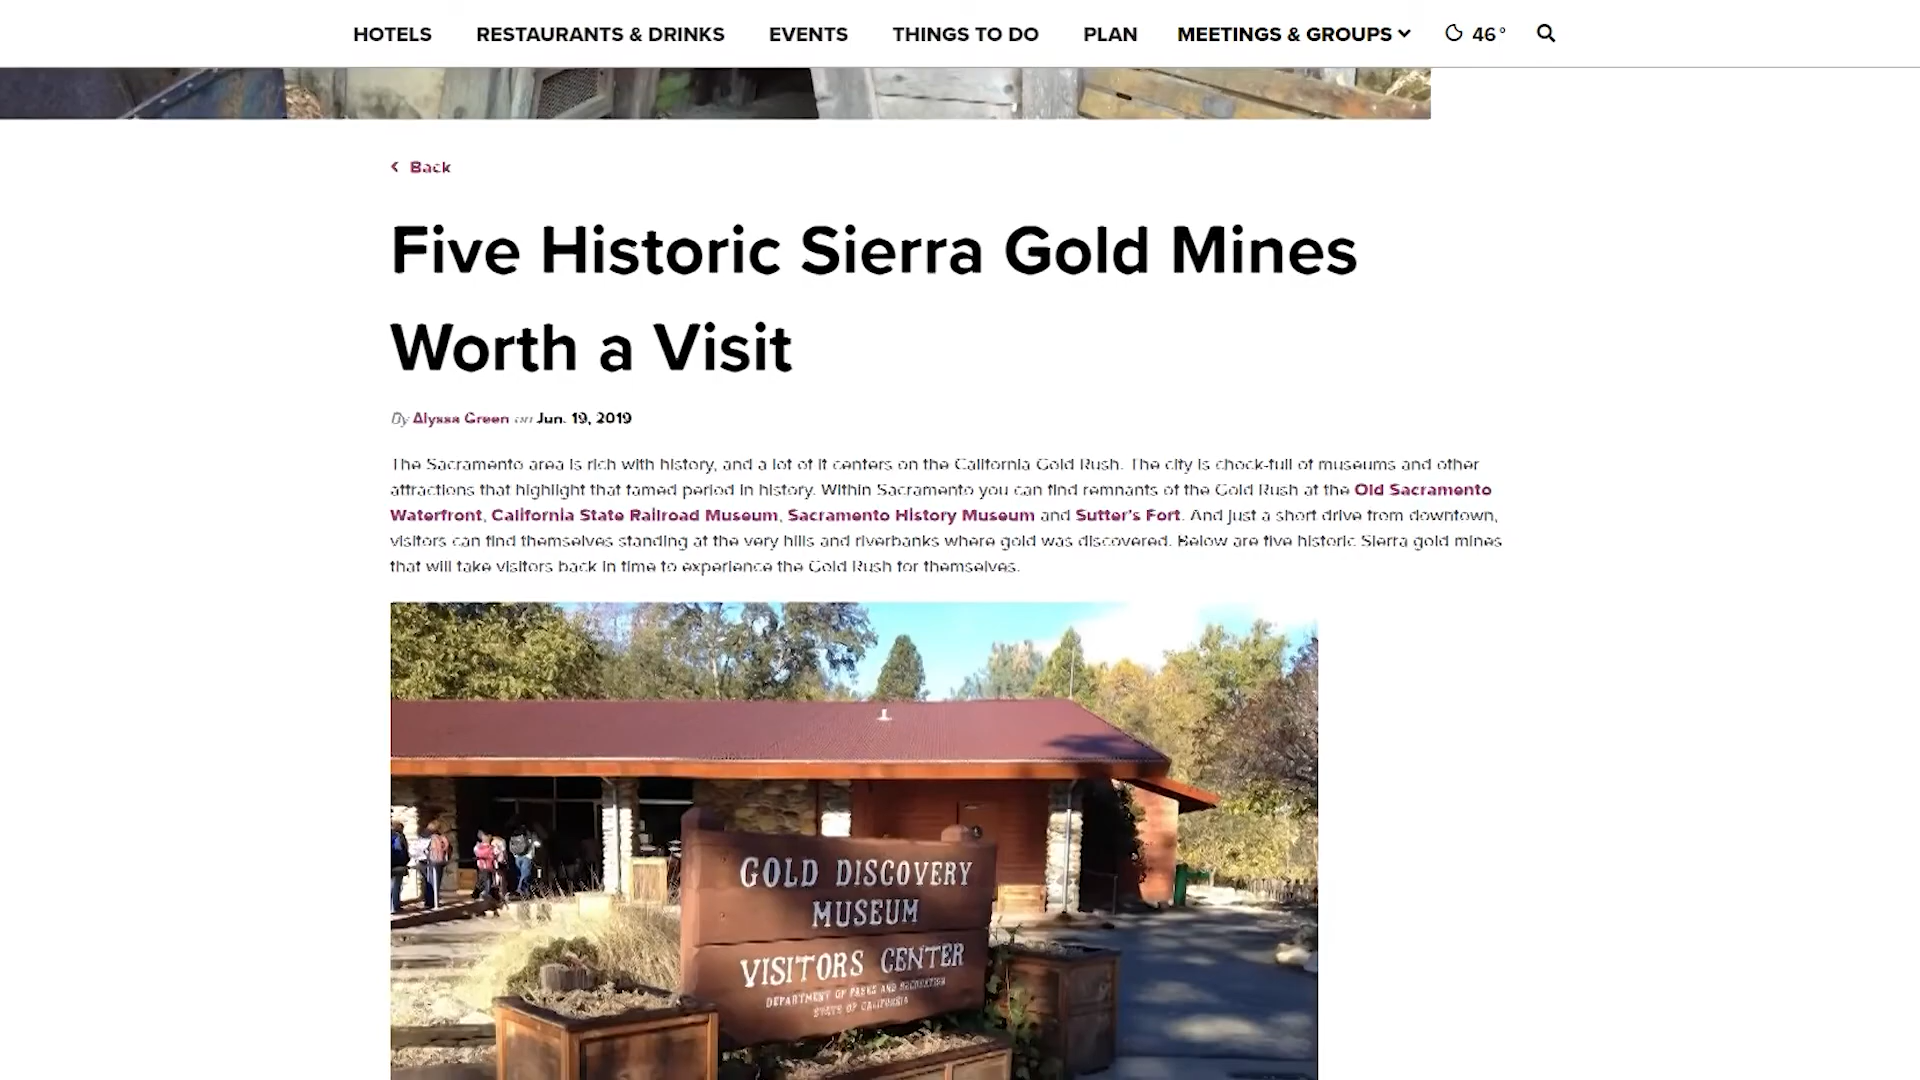 HOTELS RESTAURANTS & DRINKS EVENTS THINGS TO DO PLAN MEETINGS & GROUPS 46°
Back
Five Historic Sierra Gold Mines
Worth a Visit
By Alyssa Green on Jun. 19, 2019
The Sacramento area is rich with history, and a lot of it centers on the California Gold Rush. The city is chock-full of museums and other
attractions that highlight that famed period in history. Within Sacramento you can find remnants of the Gold Rush at the Old Sacramento
Waterfront, California State Railroad Museum, Sacramento History Museum and Sutter's Fort. And just a short drive from downtown,
visitors can find themselves standing at the very hills and riverbanks where gold was discovered. Below are five historic Sierra gold mines
that will take visitors back in time to experience the Gold Rush for themselves.
GOLD DISCOVERY
MUSEUM
VISITORS CENTER
DEPARTMENT OF PARKS AND RECREATION
STATE OF CALIFORNIA